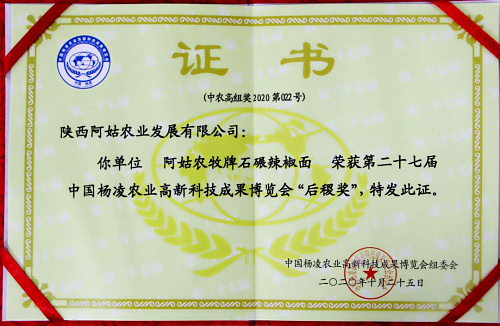 证书
(中农高组奖2020第022号)
陕西阿姑农业发展有限公司:
你单位 阿姑农牧牌石碾辣椒面 荣获第二十七届
中国杨凌农业高新科技成果博览会“后稷奖”,特发此证。
中国杨凌农业高新科技成果博览会组委会
二〇二〇年十月二十五日